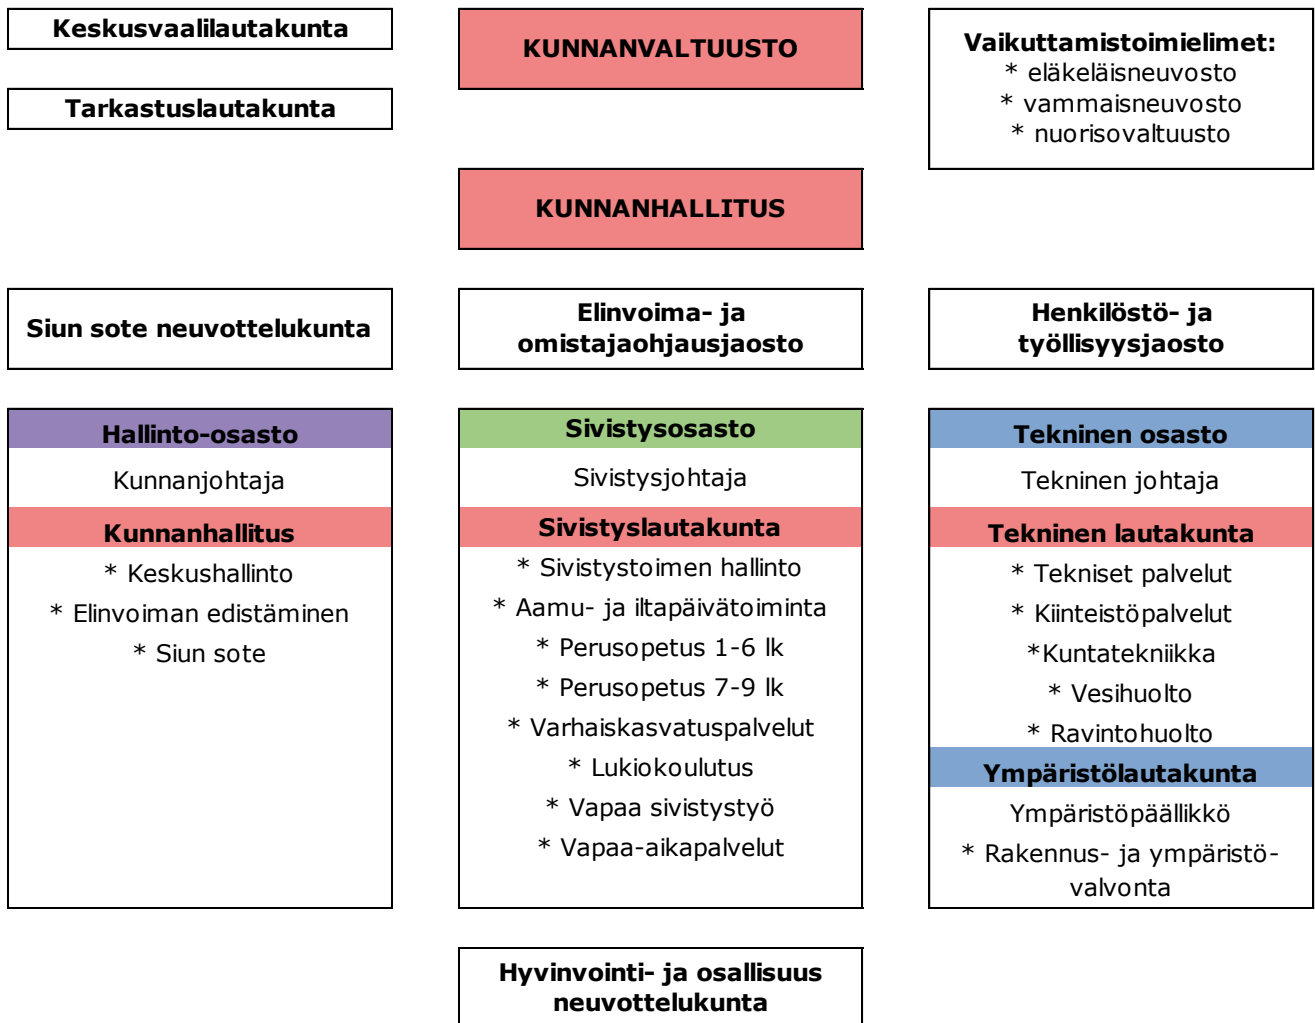 Keskusvaalilautakunta
Tarkastuslautakunta
KUNNANVALTUUSTO
Vaikuttamistoimielimet:
* eläkeläisneuvosto
* vammaisneuvosto
* nuorisovaltuusto
KUNNANHALLITUS
Siun sote neuvottelukunta
Elinvoima- ja
omistajaohjausjaosto
Henkilöstö- ja
työllisyysjaosto
Hallinto-osasto
Kunnanjohtaja
Kunnanhallitus
* Keskushallinto
* Elinvoiman edistäminen
* Siun sote
Sivistysosasto
Sivistysjohtaja
Sivistyslautakunta
* Sivistystoimen hallinto
* Aamu- ja iltapäivätoiminta
* Perusopetus 1-6 lk
* Perusopetus 7-9 lk
* Varhaiskasvatuspalvelut
* Lukiokoulutus
* Vapaa sivistystyö
* Vapaa-aikapalvelut
Tekninen osasto
Tekninen johtaja
Tekninen lautakunta
* Tekniset palvelut
* Kiinteistöpalvelut
*Kuntatekniikka
* Vesihuolto
* Ravintohuolto
Ympäristölautakunta
Ympäristöpäällikkö
* Rakennus- ja ympäristö-
valvonta
Hyvinvointi- ja osallisuus
neuvottelukunta